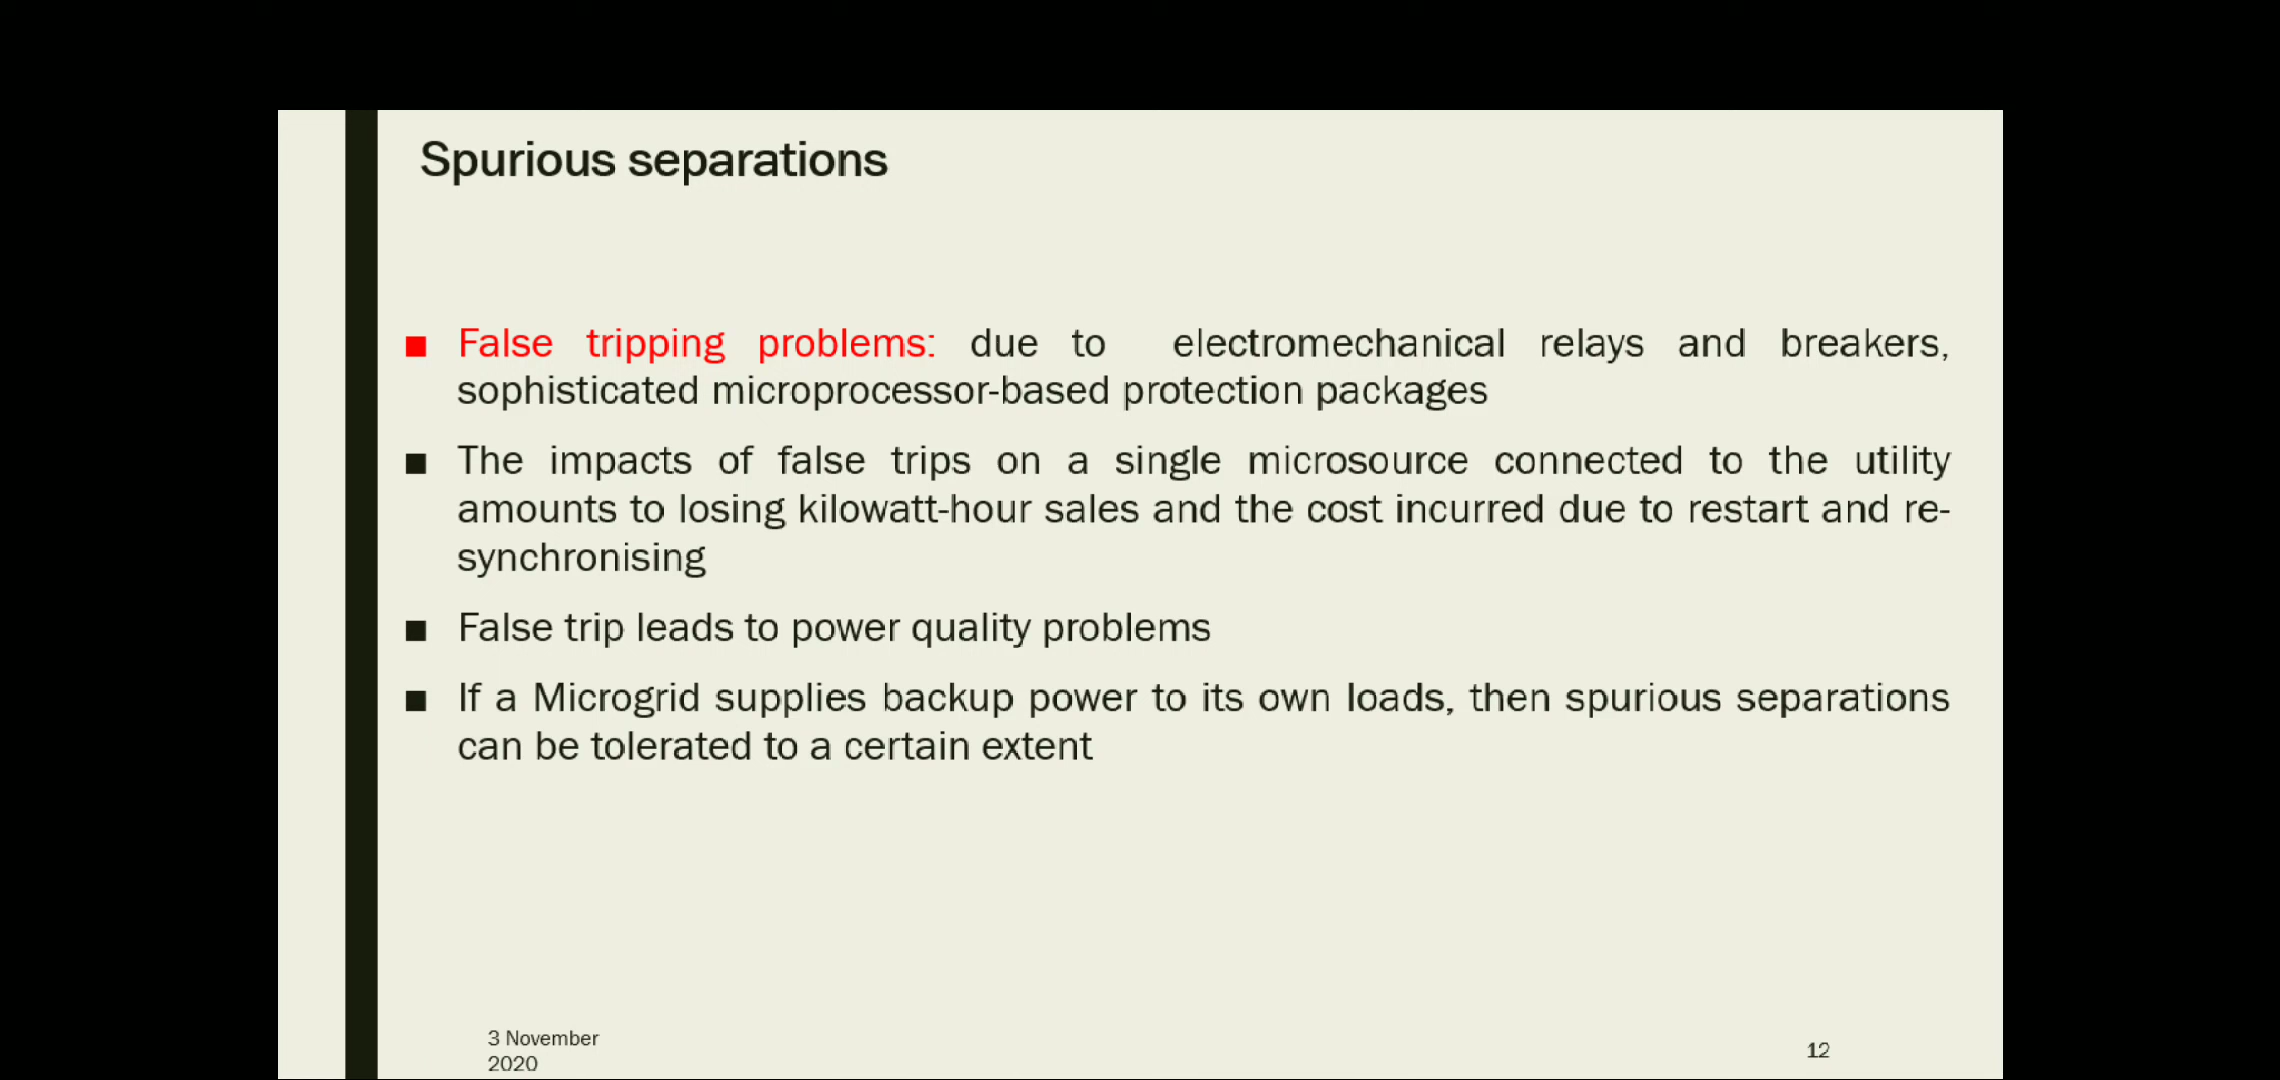 Spurious separations
■ False tripping problems: due to electromechanical relays and breakers,
sophisticated microprocessor-based protection packages
■ The impacts of false trips on a single microsource connected to the utility
amounts to losing kilowatt-hour sales and the cost incurred due to restart and re-
synchronising
■ False trip leads to power quality problems
■ If a Microgrid supplies backup power to its own loads, then spurious separations
can be tolerated to a certain extent
3 November
2020
12